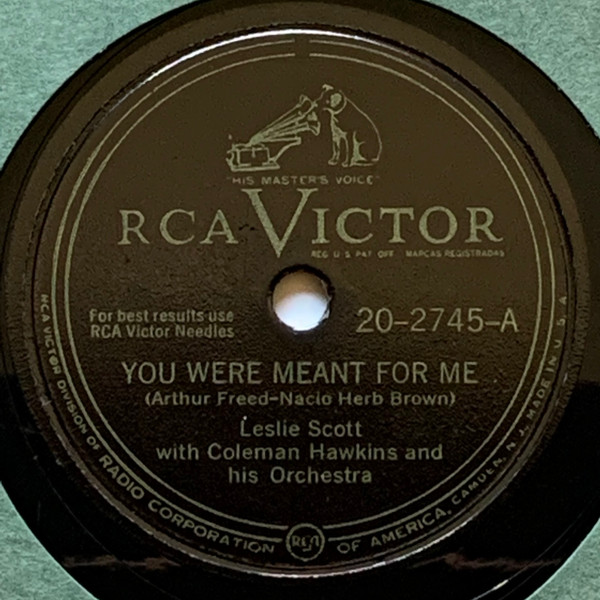 "HIS MASTER'S VOICE"
RCA VICTOR
REG U S PAT OFF MARCAS REGISTRADAS
For best results use
RCA Victor Needles
20-2745-A
YOU WERE MEANT FOR ME
(Arthur Freed-Nacio Herb Brown)
Leslie Scott
with Coleman Hawkins and
his Orchestra
RCA VICTOR DIVISION OF RADIO CORPORATION OF AMERICA, CAMDEN, N. J. MADE IN U. S. A.
RCA